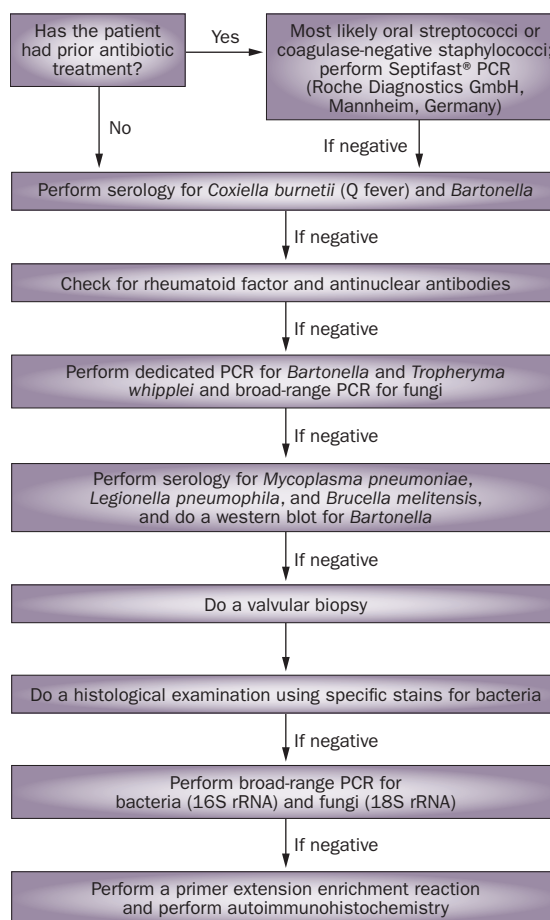 Has the patient
had prior antibiotic
treatment?
Yes
Most likely oral streptococci or
coagulase-negative staphylococci;
perform Septifast® PCR
(Roche Diagnostics GmbH,
Mannheim, Germany)
No
If negative
Perform serology for Coxiella burnetii (Q fever) and Bartonella
If negative
Check for rheumatoid factor and antinuclear antibodies
If negative
Perform dedicated PCR for Bartonella and Tropheryma
whipplei and broad-range PCR for fungi
If negative
Perform serology for Mycoplasma pneumoniae,
Legionella pneumophila, and Brucella melitensis,
and do a western blot for Bartonella
If negative
Do a valvular biopsy
Do a histological examination using specific stains for bacteria
If negative
Perform broad-range PCR for
bacteria (16S rRNA) and fungi (18S rRNA)
If negative
Perform a primer extension enrichment reaction
and perform autoimmunohistochemistry